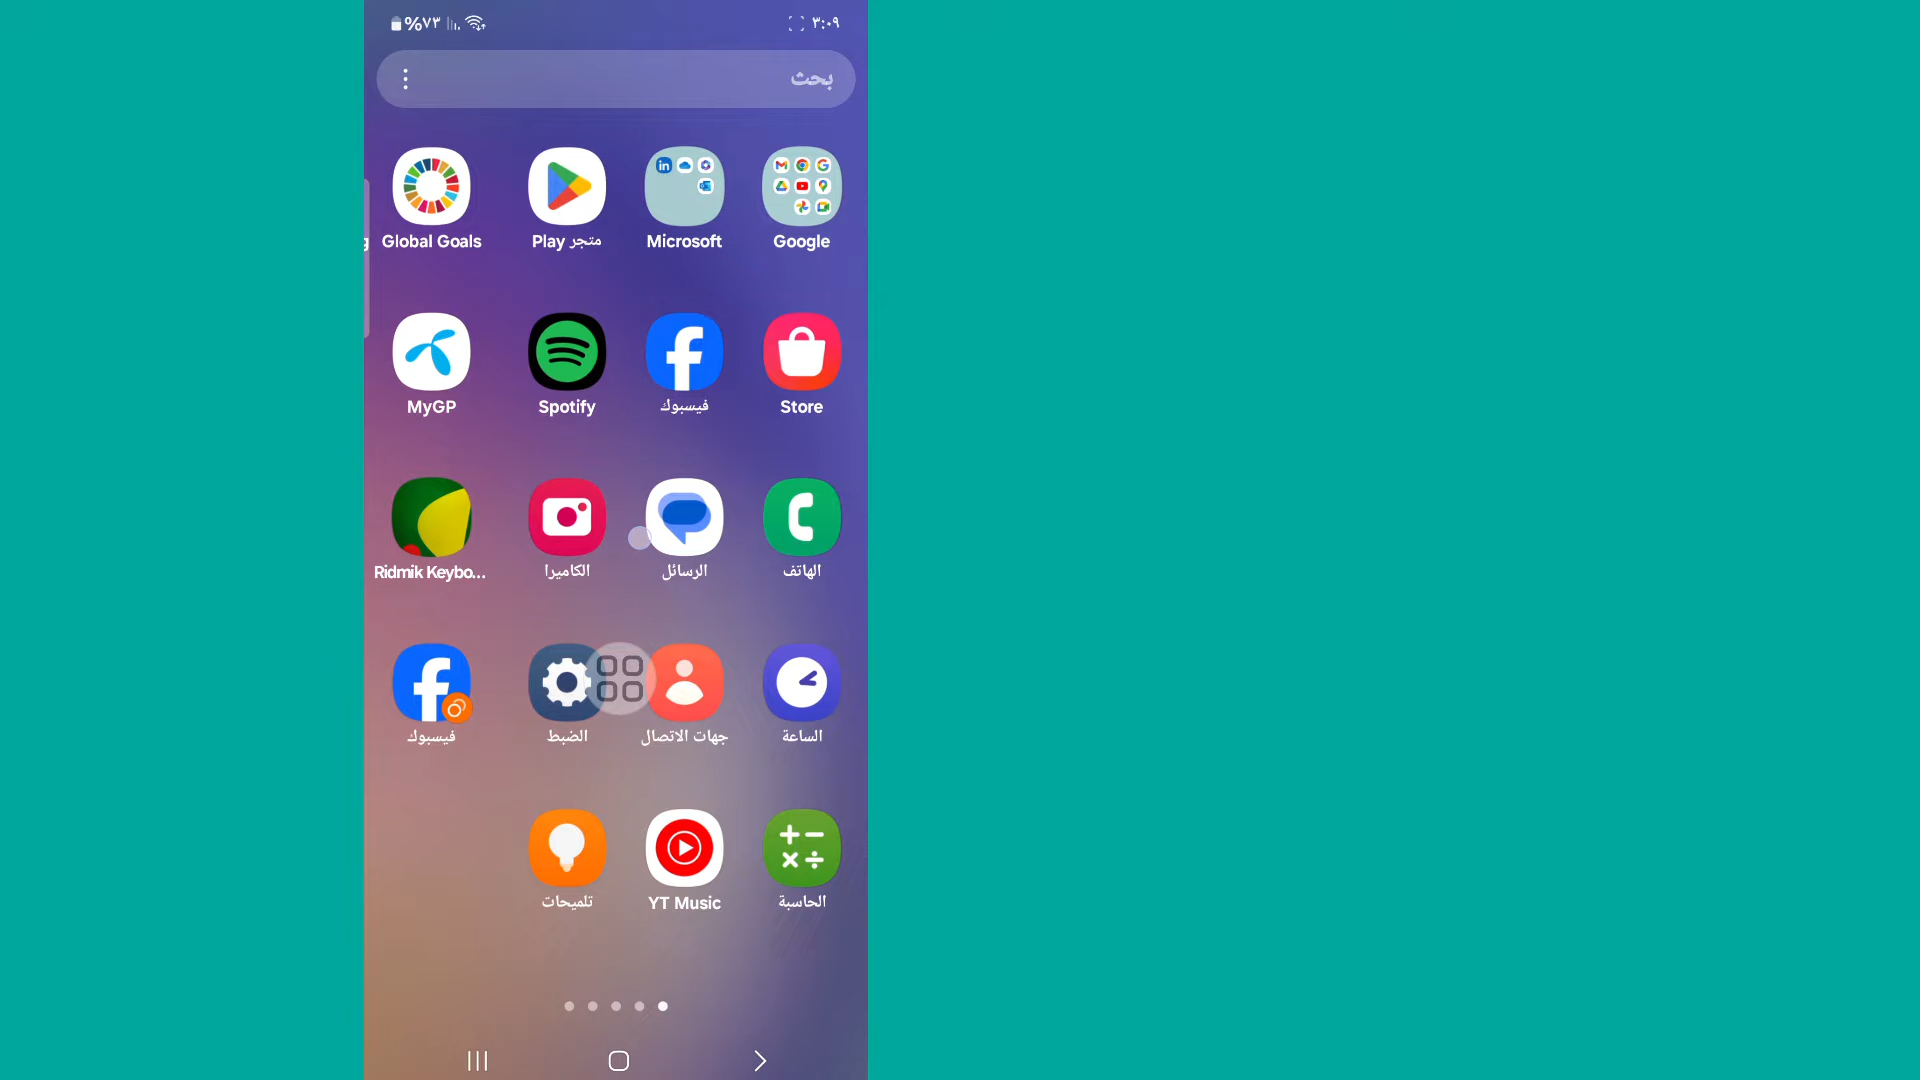 ٣:٠٩ %٧٣
بحث
Google Microsoft متجر Play Global Goals
Store فيسبوك Spotify MyGP
الهاتف الرسائل الكاميرا Ridmik Keybo...
الساعة جهات الاتصال الضبط فيسبوك
الحاسبة YT Music تلميحات